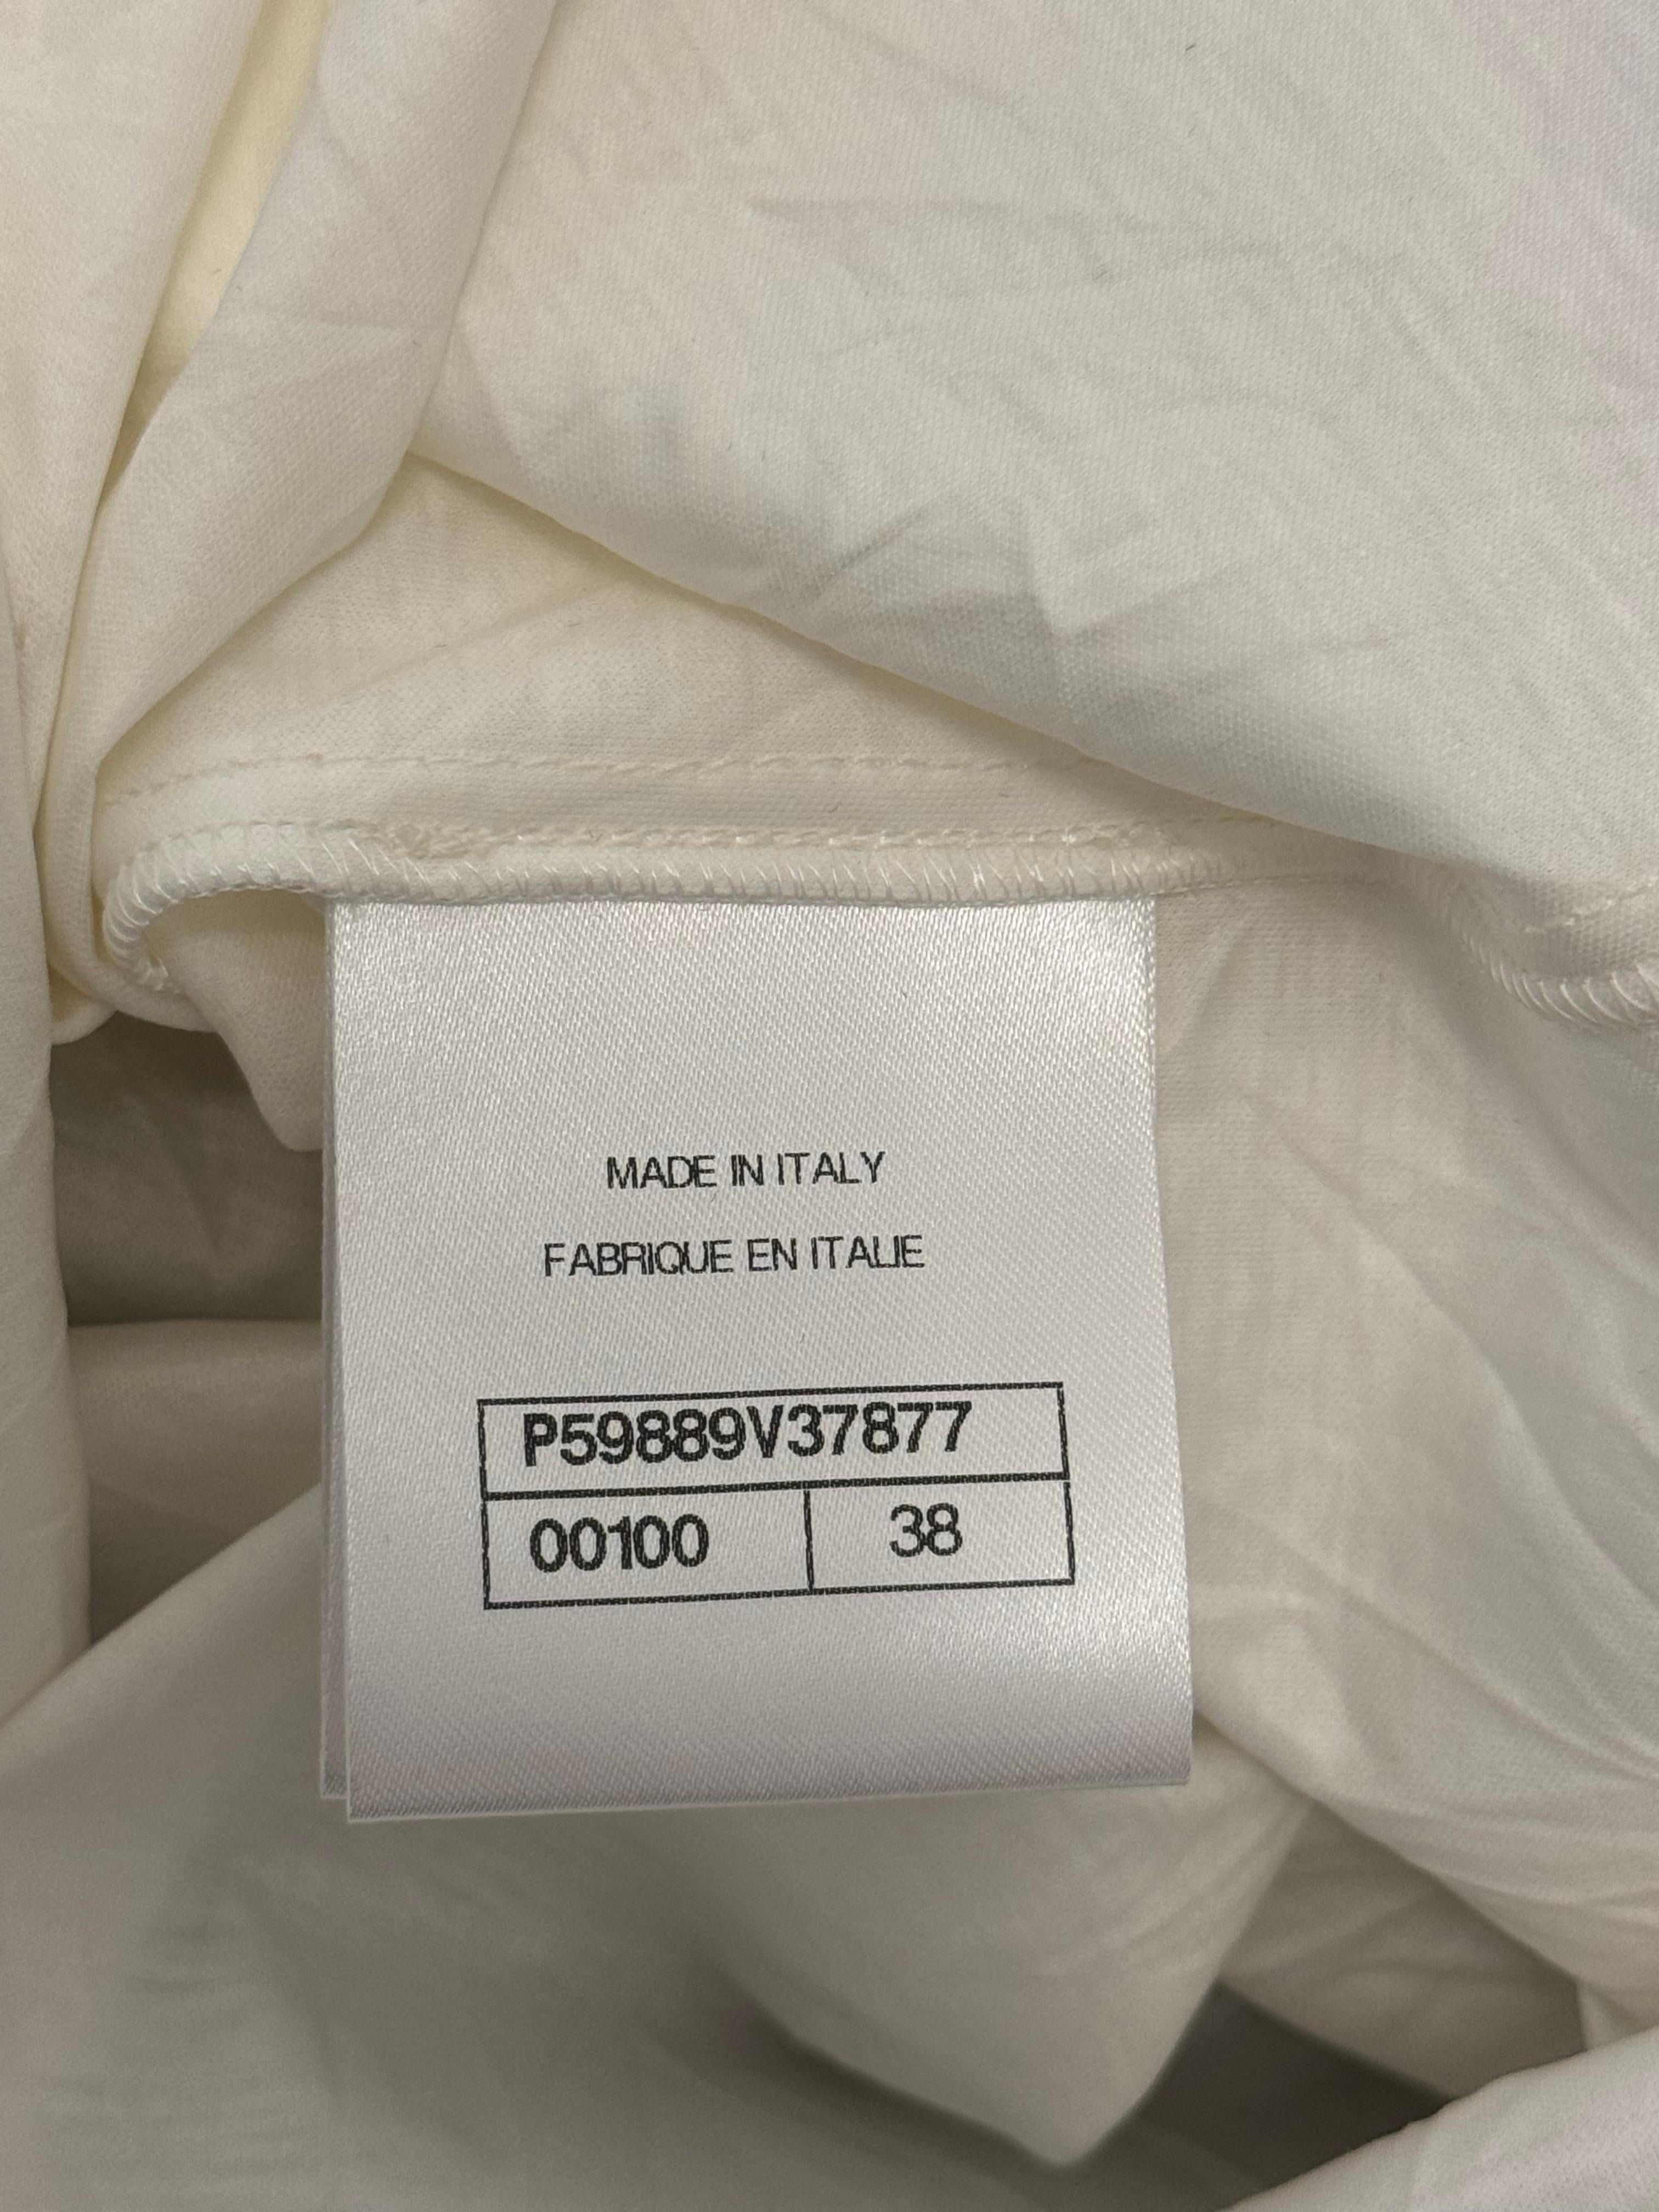 MADE IN ITALY
FABRIQUE EN ITALIE
P59889V37877
00100 38